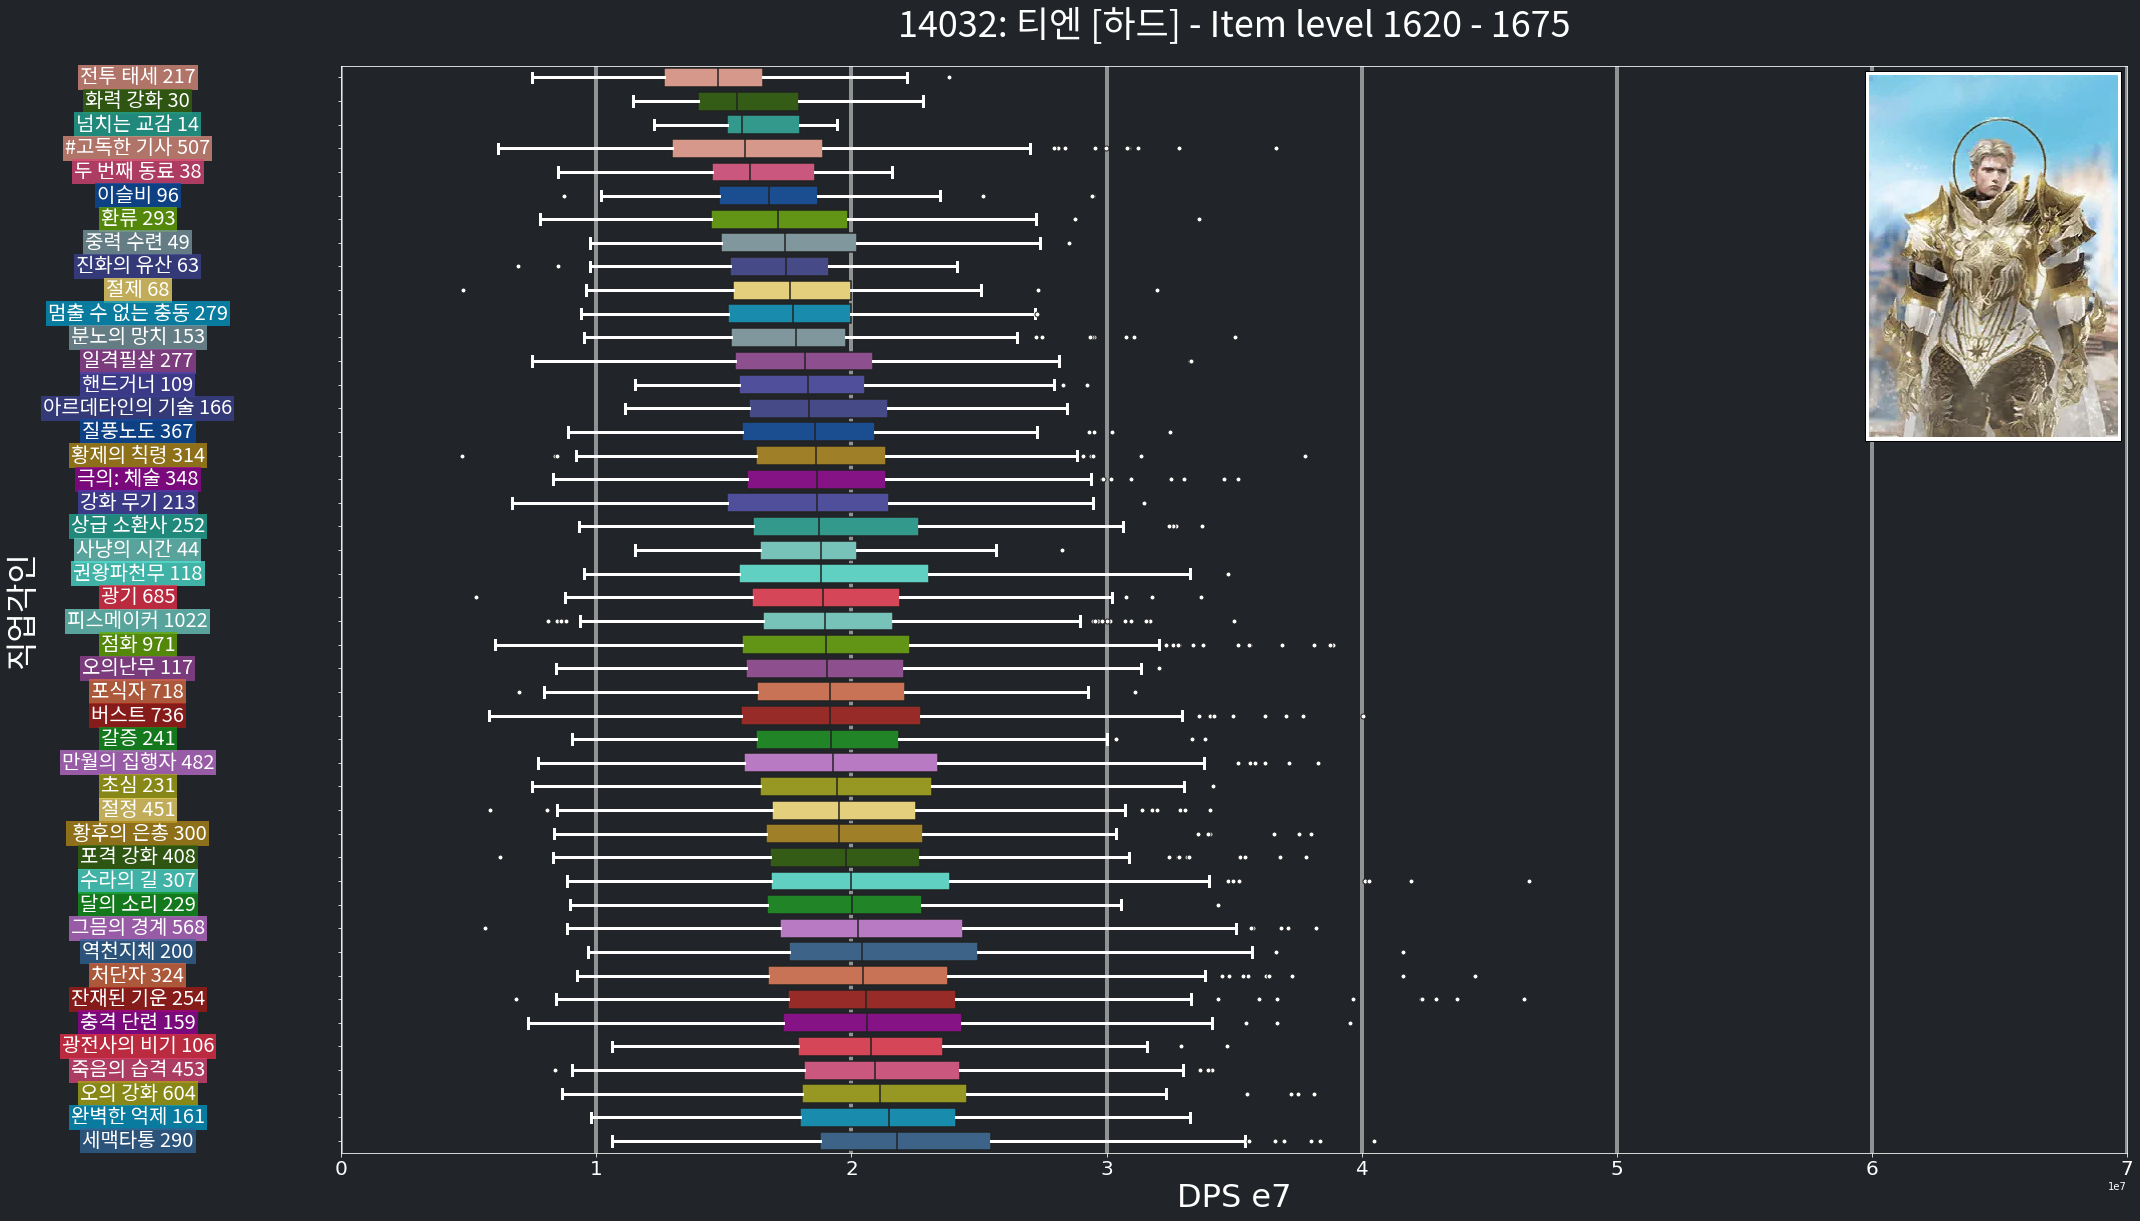 14032: 티엔 [하드] - Item level 1620 - 1675
전투 태세 217
화력 강화 30
넘치는 교감 14
#고독한 기사 507
두 번째 동료 38
이슬비 96
환류 293
중력 수련 49
진화의 유산 63
절제 68
멈출 수 없는 충동 279
분노의 망치 153
일격필살 277
핸드거너 109
아르데타인의 기술 166
질풍노도 367
황제의 칙령 314
극의: 체술 348
강화 무기 213
상급 소환사 252
사냥의 시간 44
권왕파천무 118
광기 685
피스메이커 1022
점화 971
오의난무 117
포식자 718
버스트 736
갈증 241
만월의 집행자 482
초심 231
절정 451
황후의 은총 300
포격 강화 408
수라의 길 307
달의 소리 229
그믐의 경계 568
역천지체 200
처단자 324
잔재된 기운 254
충격 단련 159
광전사의 비기 106
죽음의 습격 453
오의 강화 604
완벽한 억제 161
세맥타통 290
직업각인
0 1 2 3 4 5 6 7
DPS e7
1e7